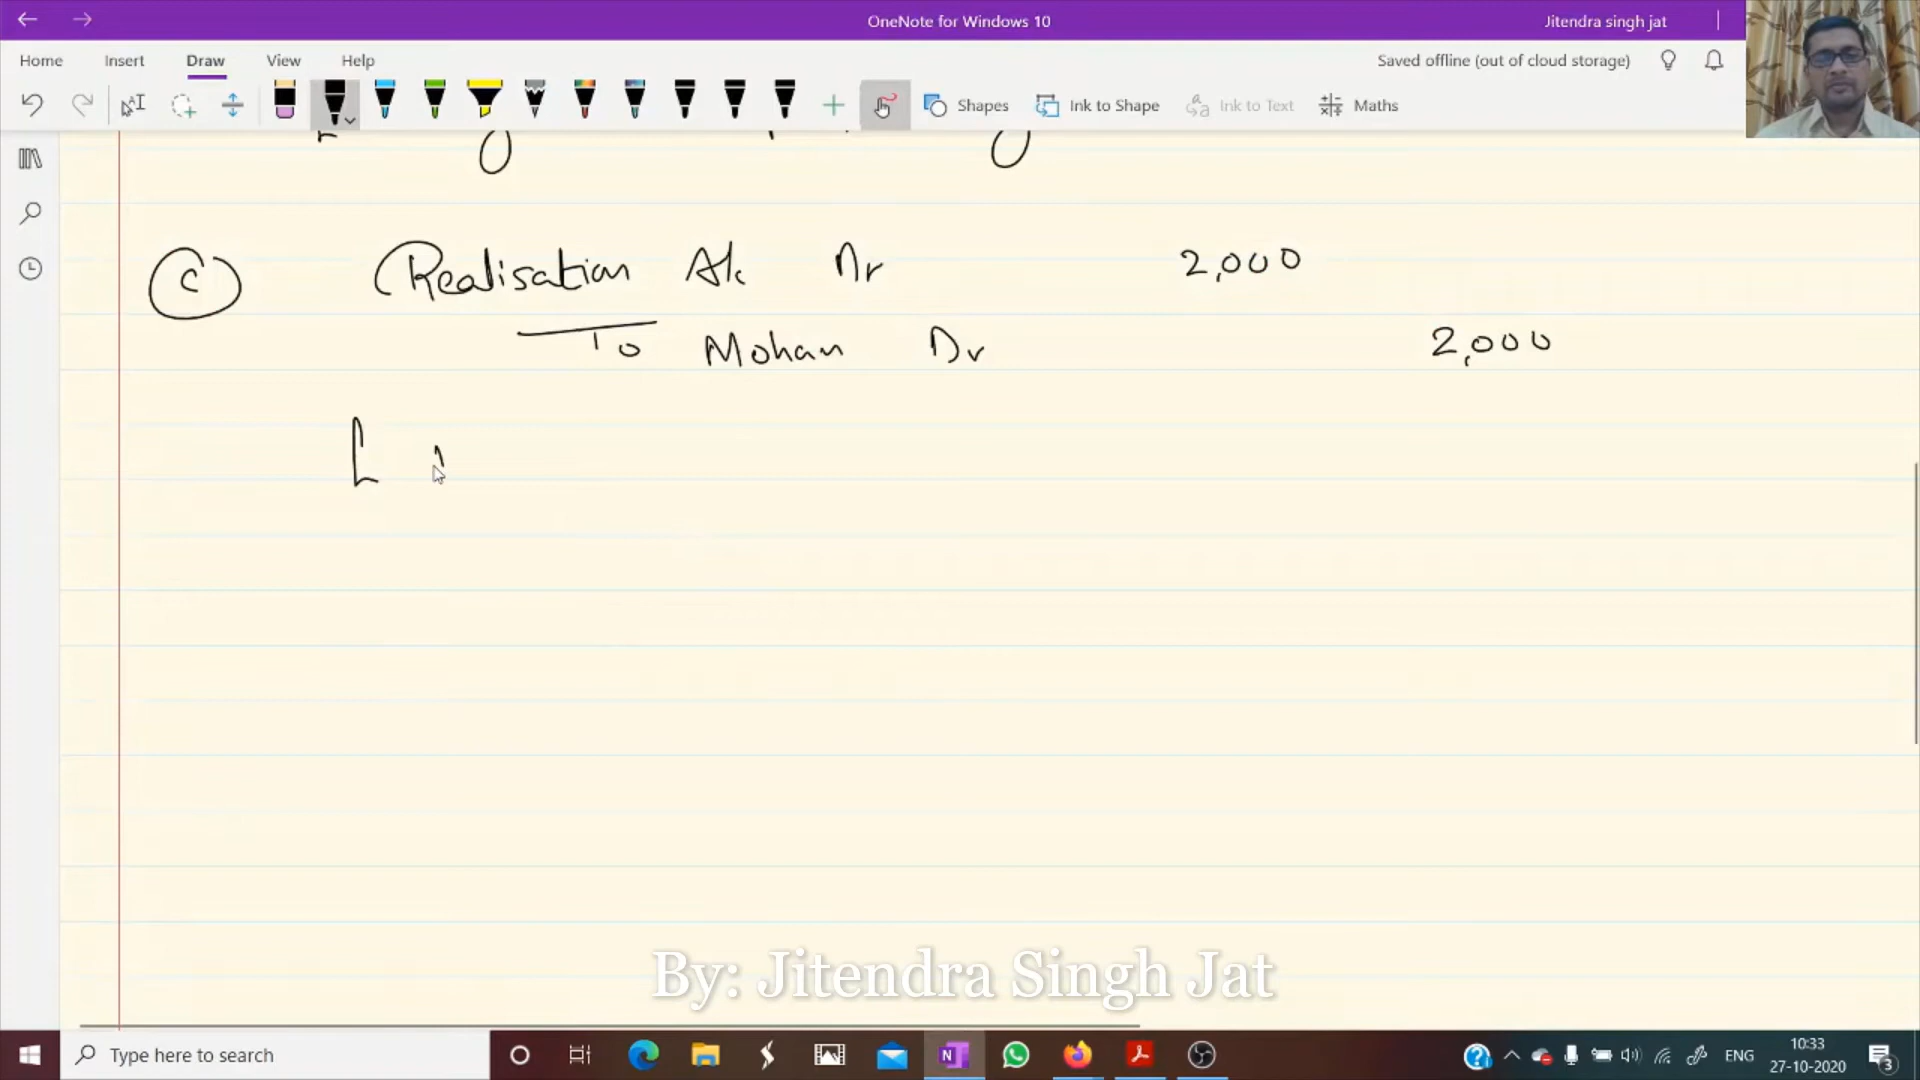 OneNote for Windows 10
Jitendra singh jat
Home Insert Draw View Help
Saved offline (out of cloud storage)
Shapes Ink to Shape Ink to Text Maths
C Realisation A/c Dr 2,000
To Mohan Dr 2,000
[
By: Jitendra Singh Jat
Type here to search
ENG
10:33
27-10-2020
3